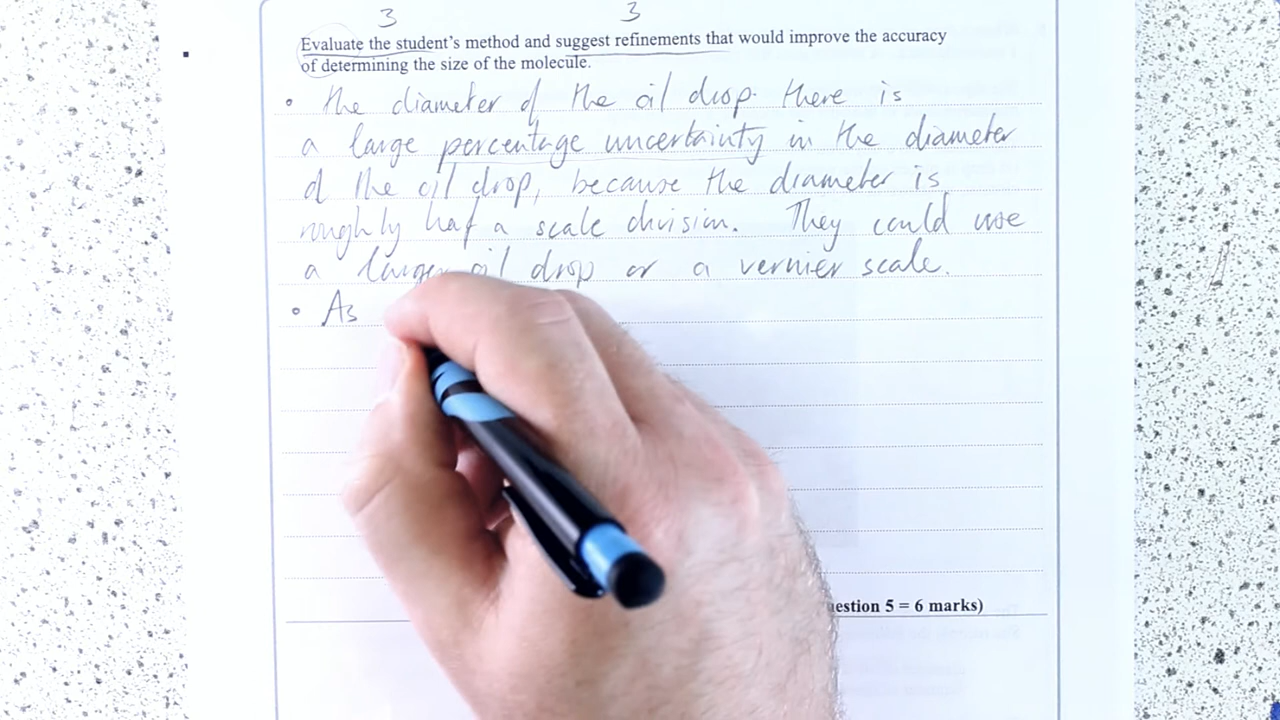 3 3
Evaluate the student's method and suggest refinements that would improve the accuracy
of determining the size of the molecule.
• the diameter of the oil drop. there is
a large percentage uncertainty in the diameter
of the oil drop, because the diameter is
roughly half a scale division. They could use
a larger oil drop or a vernier scale.
• As
estion 5 = 6 marks)